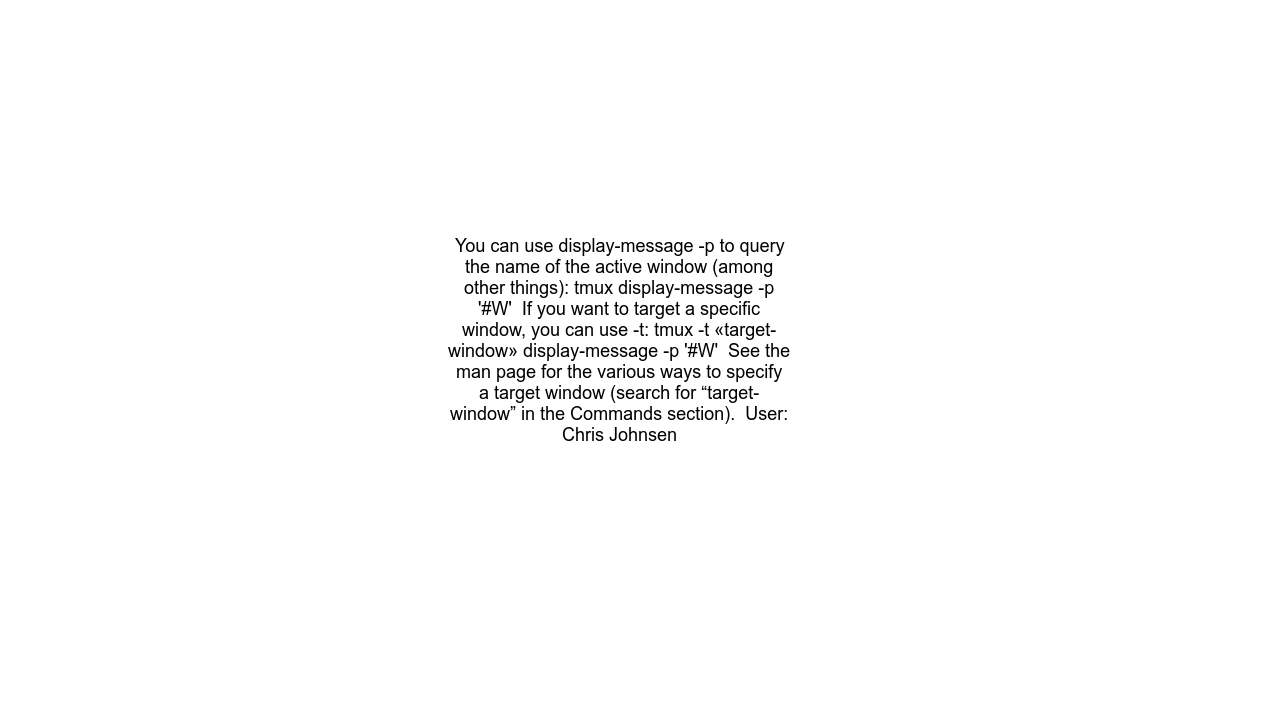 You can use display-message -p to query
the name of the active window (among
other things): tmux display-message -p
'#W'  If you want to target a specific
window, you can use -t: tmux -t «target-
window» display-message -p '#W'  See the
man page for the various ways to specify
a target window (search for “target-
window” in the Commands section).  User:
Chris Johnsen